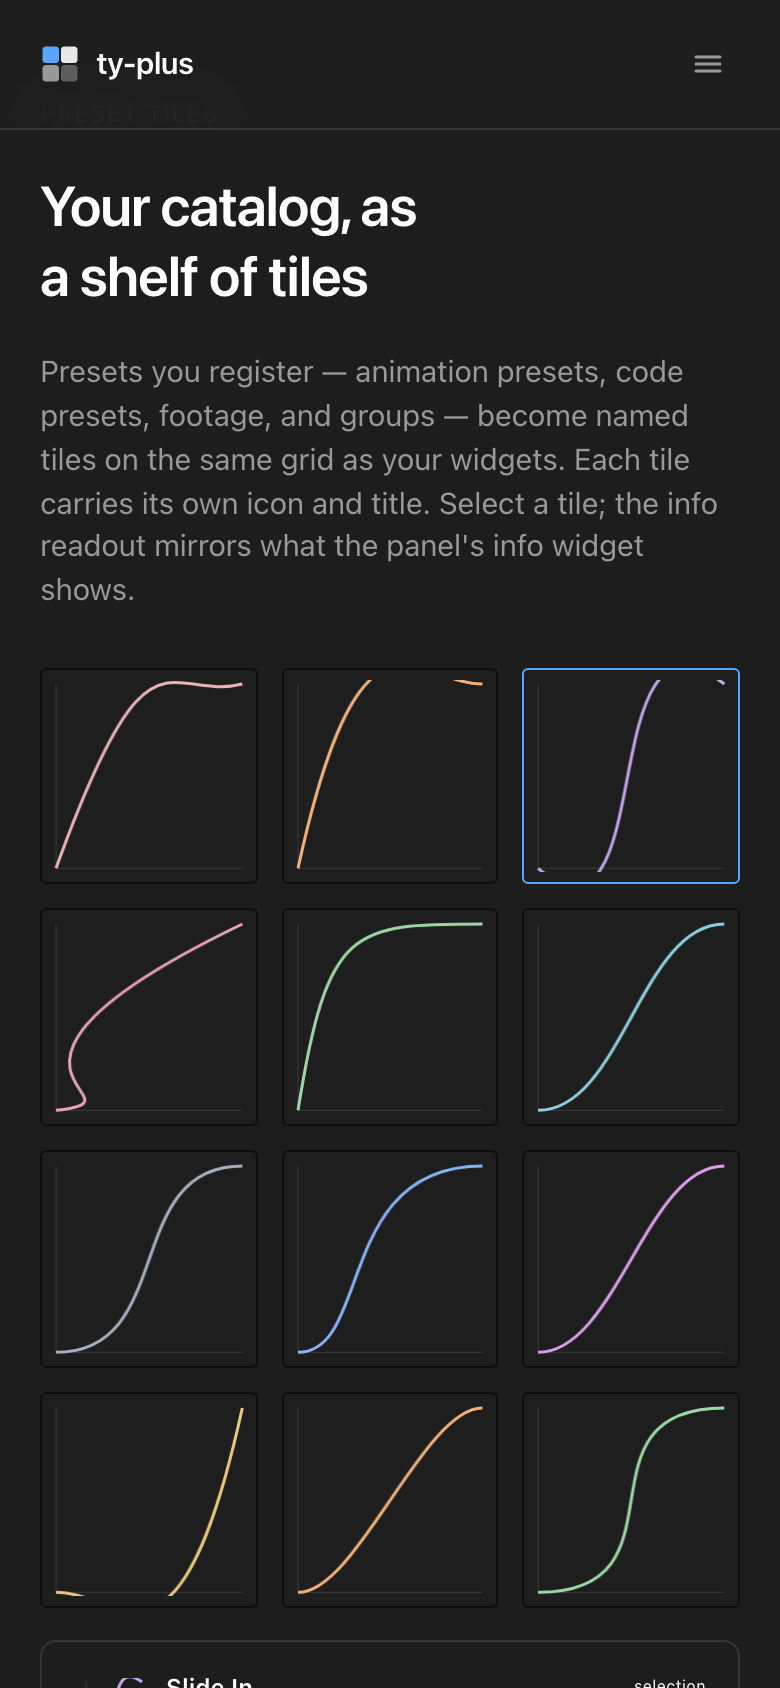 ty-plus
PRESET TILES
Your catalog, as
a shelf of tiles
Presets you register — animation presets, code
presets, footage, and groups — become named
tiles on the same grid as your widgets. Each tile
carries its own icon and title. Select a tile; the info
readout mirrors what the panel's info widget
shows.
Slide In
selection